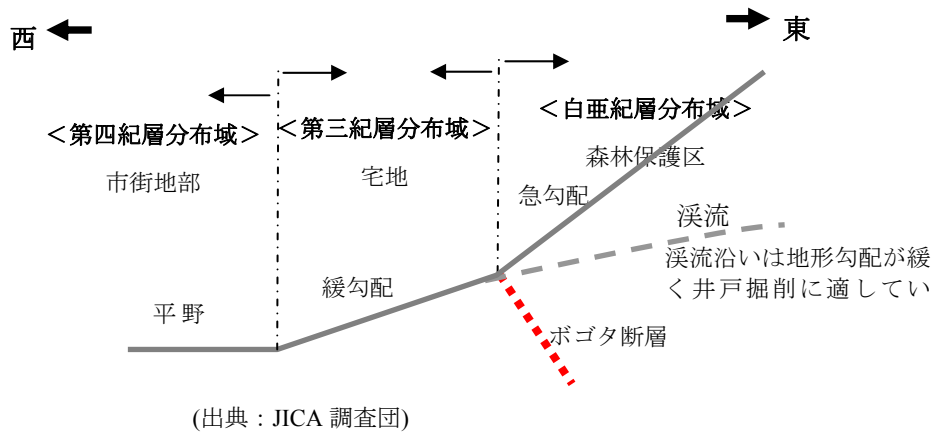 西
東
<第四紀層分布域>
<第三紀層分布域>
<白亜紀層分布域>
市街地部
宅地
森林保護区
急勾配
渓流
渓流沿いは地形勾配が緩
く井戸掘削に適してい
緩勾配
平 野
ボゴタ断層
(出典：JICA 調査団)